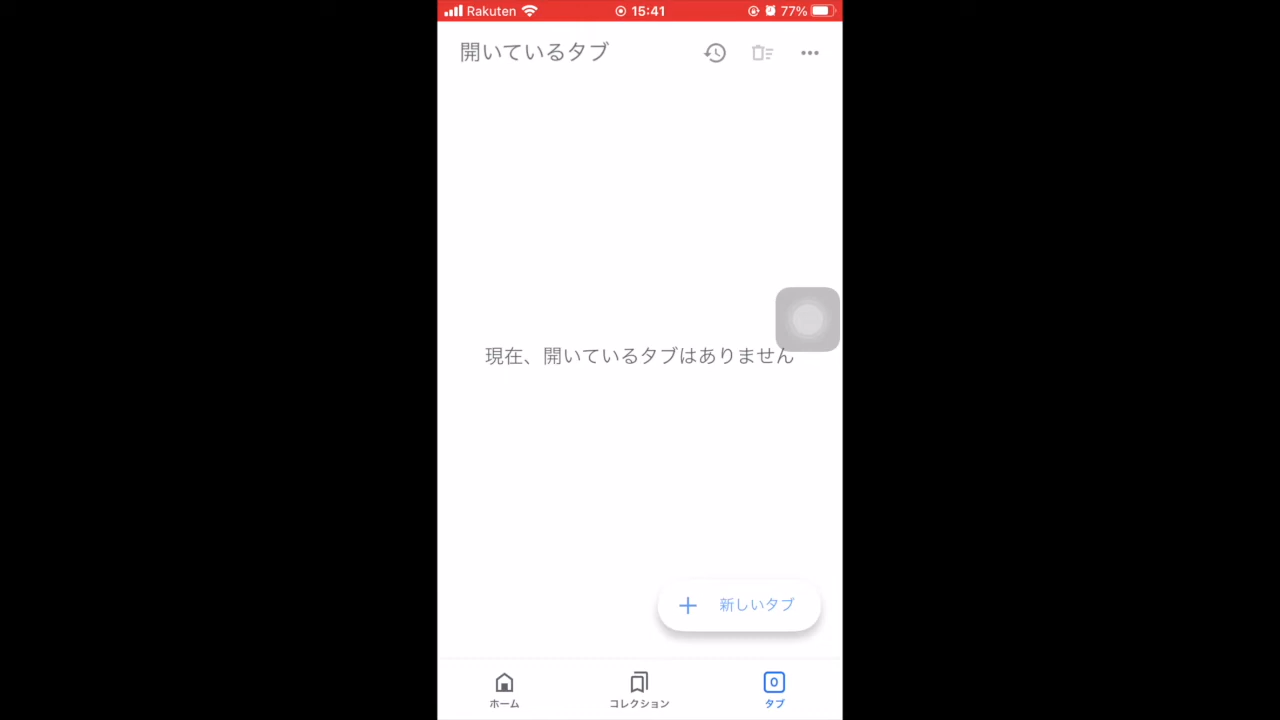 Rakuten 15:41 77%
開いているタブ
現在、開いているタブはありません
新しいタブ
ホーム コレクション 0 タブ